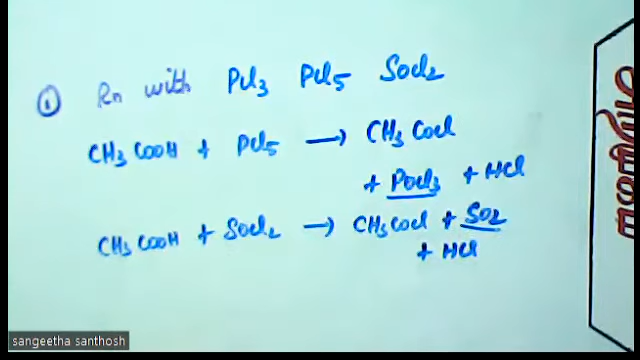 ① Rn with PCl3 PCl5 SOCl2
CH3COOH + PCl5 → CH3COCl
+ POCl3 + HCl
CH3COOH + SOCl2 → CH3COCl + SO2
+ HCl
sangeetha santhosh